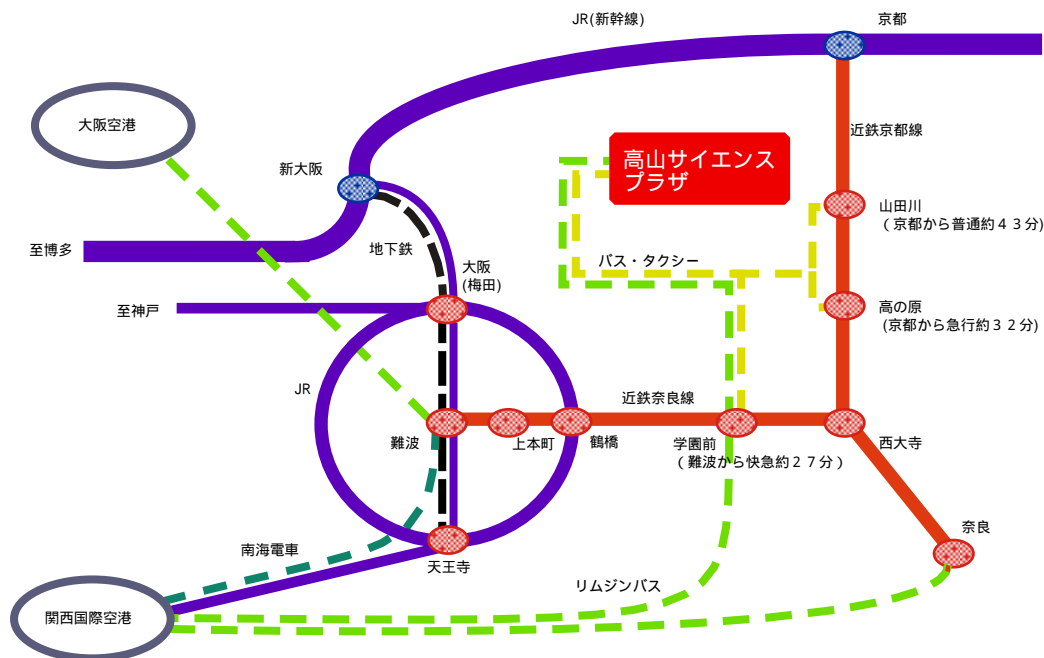 JR(新幹線)
京都
大阪空港
近鉄京都線
高山サイエンス
プラザ
新大阪
山田川
(京都から普通約43分)
至博多
地下鉄
バス・タクシー
大阪
(梅田)
至神戸
高の原
(京都から急行約32分)
JR
近鉄奈良線
難波
上本町
鶴橋
学園前
(難波から快急約27分)
西大寺
奈良
南海電車
天王寺
リムジンバス
関西国際空港